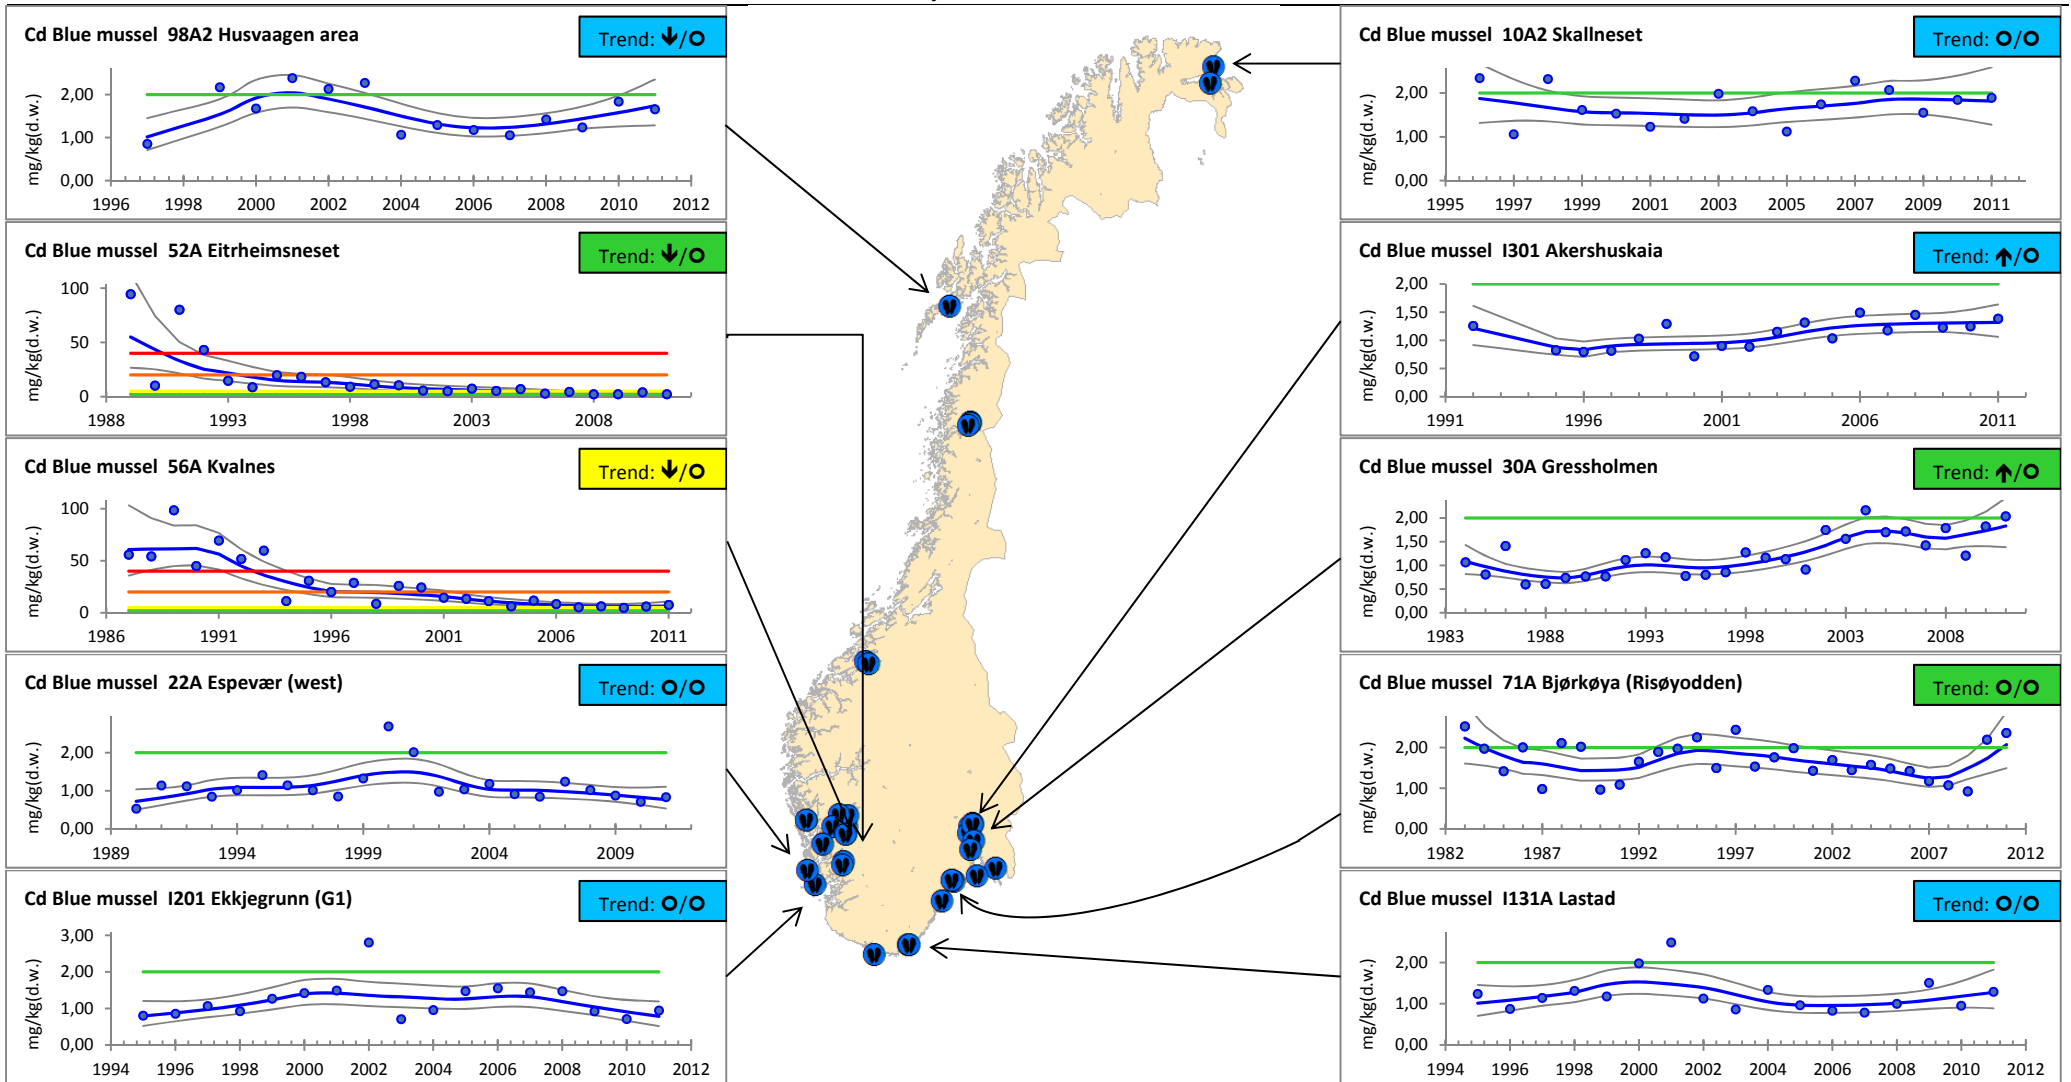 Cd Blue mussel 98A2 Husvaagen area
Trend: ↓/O
mg/kg(d.w.)
2,00
1,00
0,00
1996 1998 2000 2002 2004 2006 2008 2010 2012
Cd Blue mussel 52A Eitrheimsneset
Trend: ↓/O
mg/kg(d.w.)
100
50
0
1988 1993 1998 2003 2008
Cd Blue mussel 56A Kvalnes
Trend: ↓/O
mg/kg(d.w.)
100
50
0
1986 1991 1996 2001 2006 2011
Cd Blue mussel 22A Espevær (west)
Trend: O/O
mg/kg(d.w.)
2,00
1,00
0,00
1989 1994 1999 2004 2009
Cd Blue mussel I201 Ekkjegrunn (G1)
Trend: O/O
mg/kg(d.w.)
3,00
2,00
1,00
0,00
1994 1996 1998 2000 2002 2004 2006 2008 2010 2012
Cd Blue mussel 10A2 Skallneset
Trend: O/O
mg/kg(d.w.)
2,00
1,00
0,00
1995 1997 1999 2001 2003 2005 2007 2009 2011
Cd Blue mussel I301 Akershuskaia
Trend: ↑/O
mg/kg(d.w.)
2,00
1,50
1,00
0,50
0,00
1991 1996 2001 2006 2011
Cd Blue mussel 30A Gressholmen
Trend: ↑/O
mg/kg(d.w.)
2,00
1,50
1,00
0,50
0,00
1983 1988 1993 1998 2003 2008
Cd Blue mussel 71A Bjørkøya (Risøyodden)
Trend: O/O
mg/kg(d.w.)
2,00
1,00
0,00
1982 1987 1992 1997 2002 2007 2012
Cd Blue mussel I131A Lastad
Trend: O/O
mg/kg(d.w.)
2,00
1,00
0,00
1994 1996 1998 2000 2002 2004 2006 2008 2010 2012